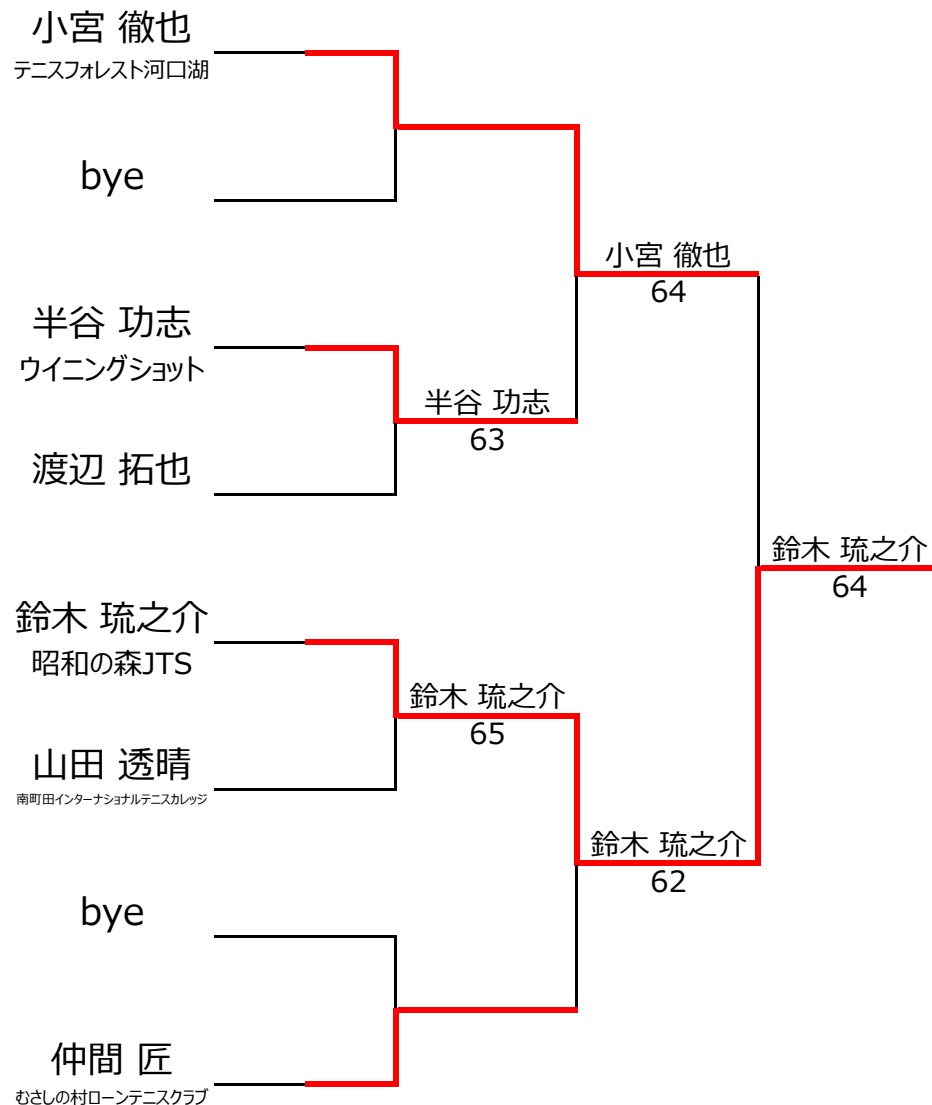 小宮 徹也
テニスフォレスト河口湖
bye
小宮 徹也
64
半谷 功志
ウイニングショット
半谷 功志
63
渡辺 拓也
鈴木 琉之介
64
鈴木 琉之介
昭和の森JTS
鈴木 琉之介
65
山田 透晴
南町田インターナショナルテニスカレッジ
鈴木 琉之介
62
bye
仲間 匠
むさしの村ローンテニスクラブ